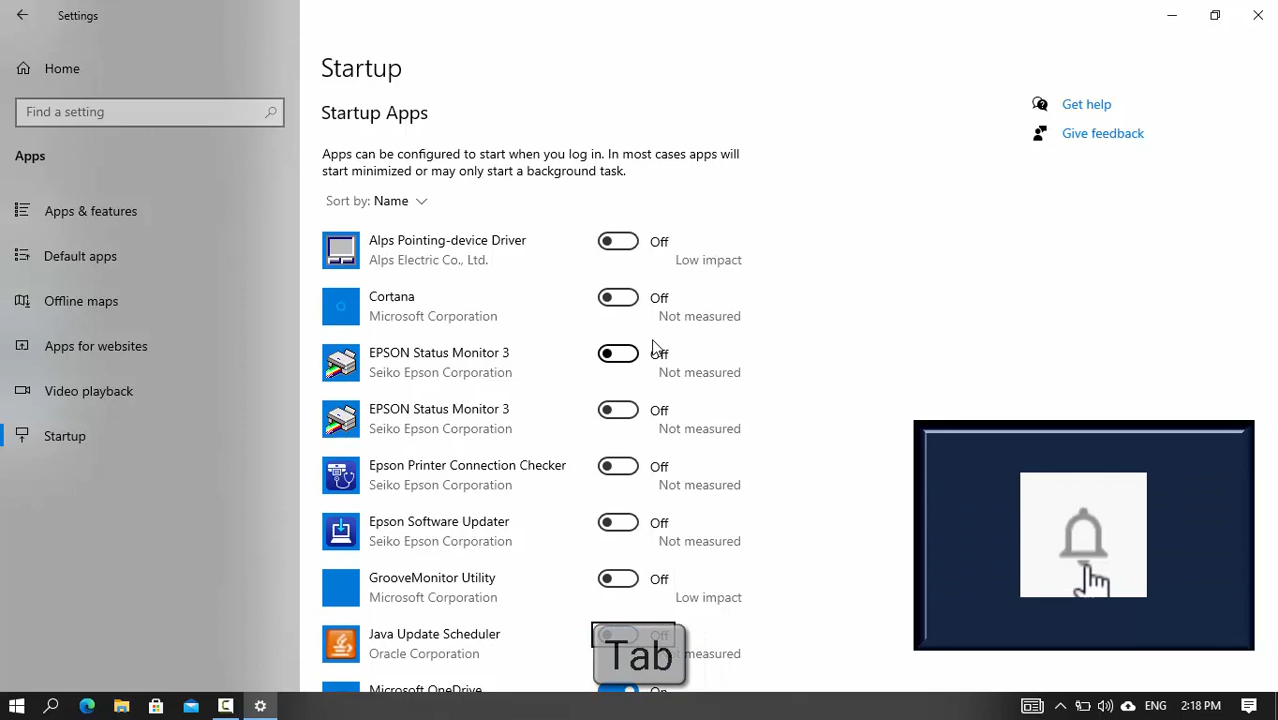 Settings
Home
Find a setting
Apps
Apps & features
Default apps
Offline maps
Apps for websites
Video playback
Startup
Startup
Startup Apps
Apps can be configured to start when you log in. In most cases apps will
start minimized or may only start a background task.
Sort by: Name
Alps Pointing-device Driver
Off
Alps Electric Co., Ltd.
Low impact
Cortana
Off
Microsoft Corporation
Not measured
EPSON Status Monitor 3
Off
Seiko Epson Corporation
Not measured
EPSON Status Monitor 3
Off
Seiko Epson Corporation
Not measured
Epson Printer Connection Checker
Off
Seiko Epson Corporation
Not measured
Epson Software Updater
Off
Seiko Epson Corporation
Not measured
GrooveMonitor Utility
Off
Microsoft Corporation
Low impact
Java Update Scheduler
Off
Oracle Corporation
measured
Tab
Microsoft OneDrive
On
Get help
Give feedback
ENG
2:18 PM